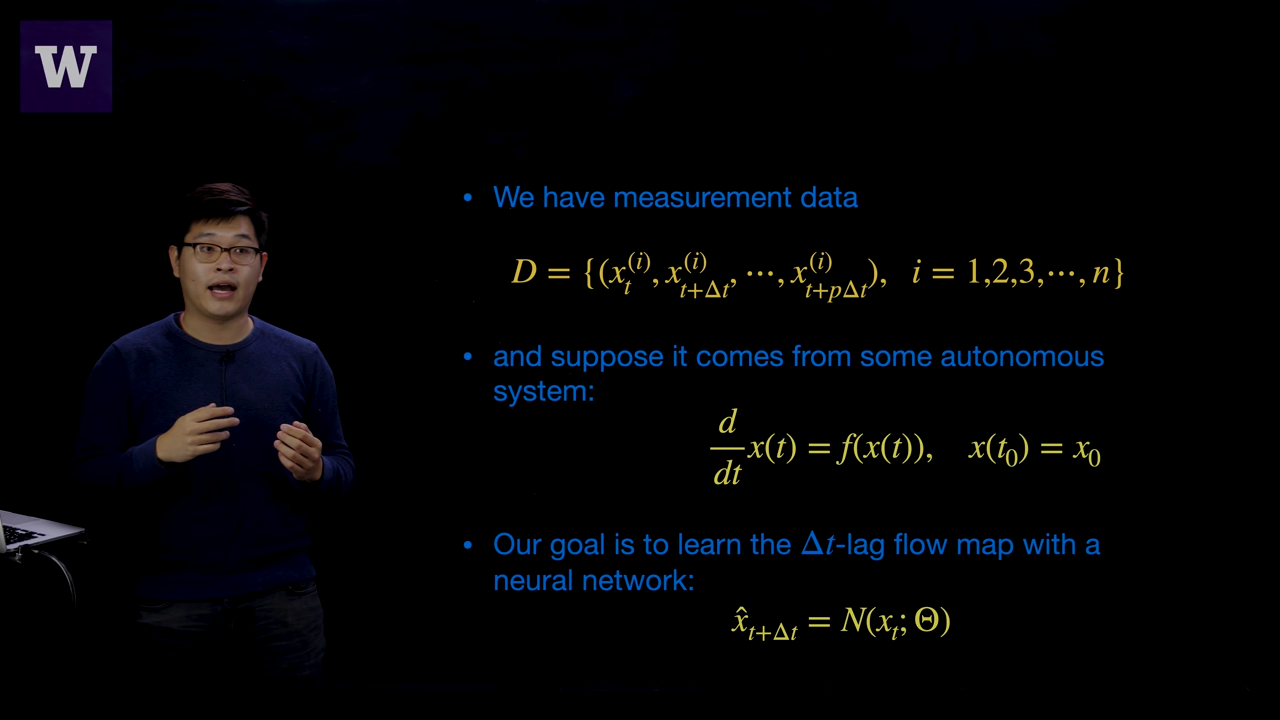 W
• We have measurement data
D = {(x_t^{(i)}, x_{t+Δt}^{(i)}, ⋯, x_{t+pΔt}^{(i)}), i = 1,2,3,⋯, n}
• and suppose it comes from some autonomous
system:
\frac{d}{dt}x(t) = f(x(t)), x(t_0) = x_0
• Our goal is to learn the Δt-lag flow map with a
neural network:
\hat{x}_{t+Δt} = N(x_t; Θ)